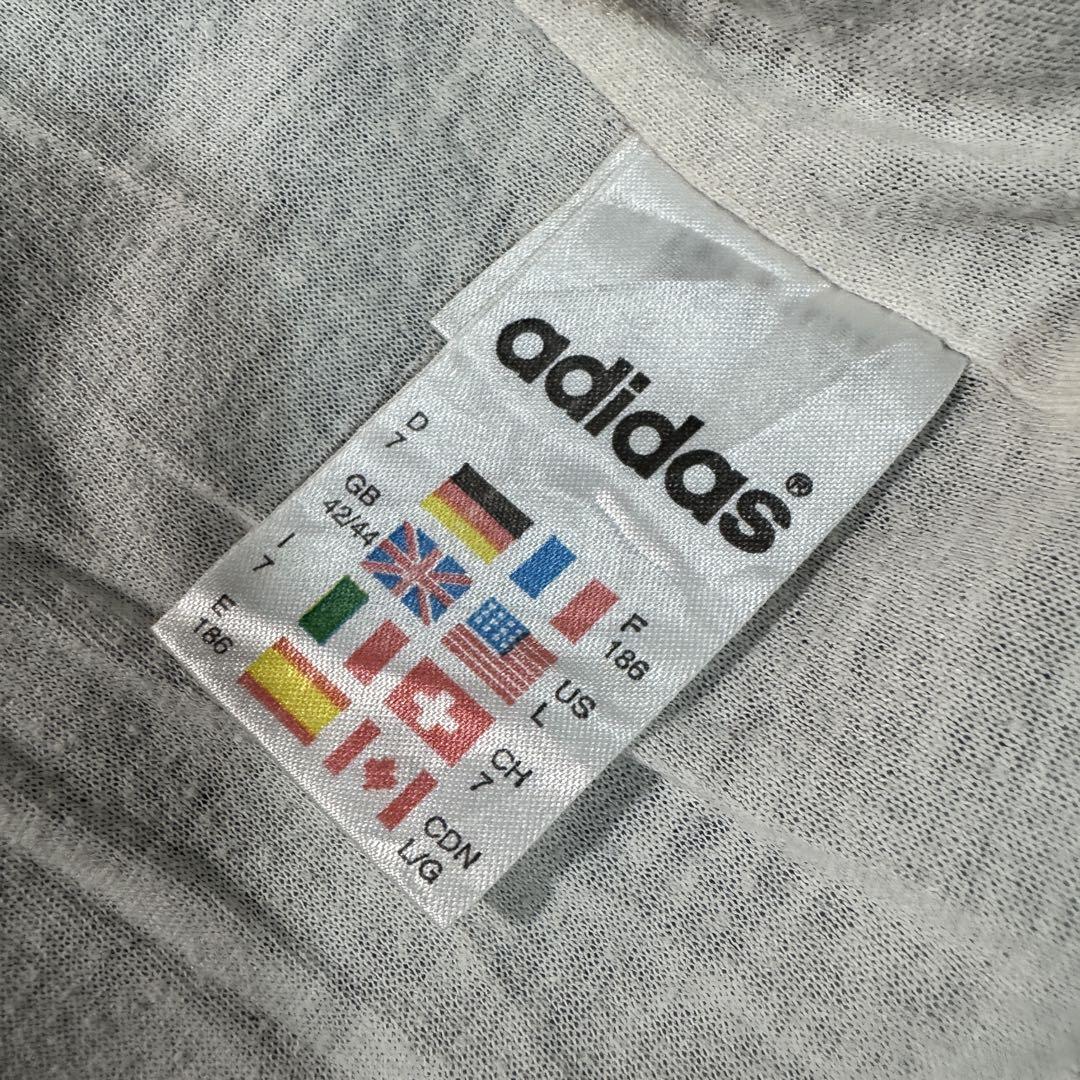 adidas®
D
7
GB
42/44
I
7
E
186
F
186
US
L
CH
7
CDN
L/G